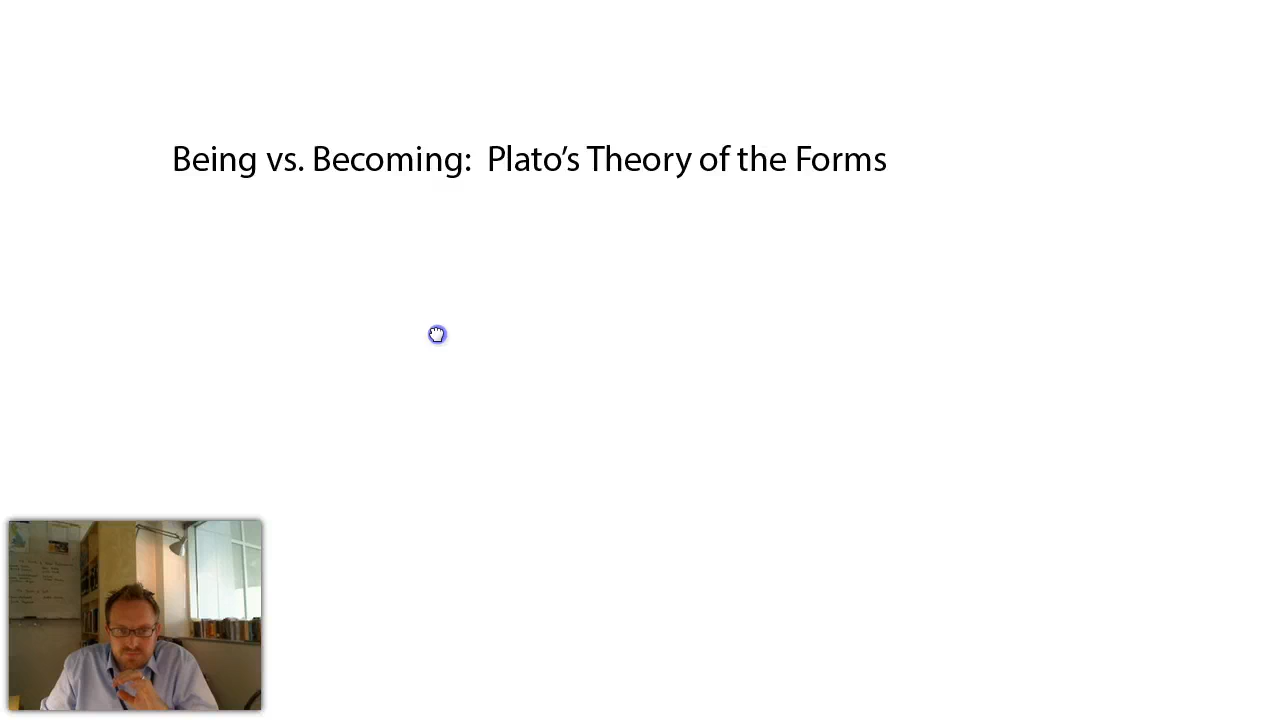 Being vs. Becoming:  Plato’s Theory of the Forms